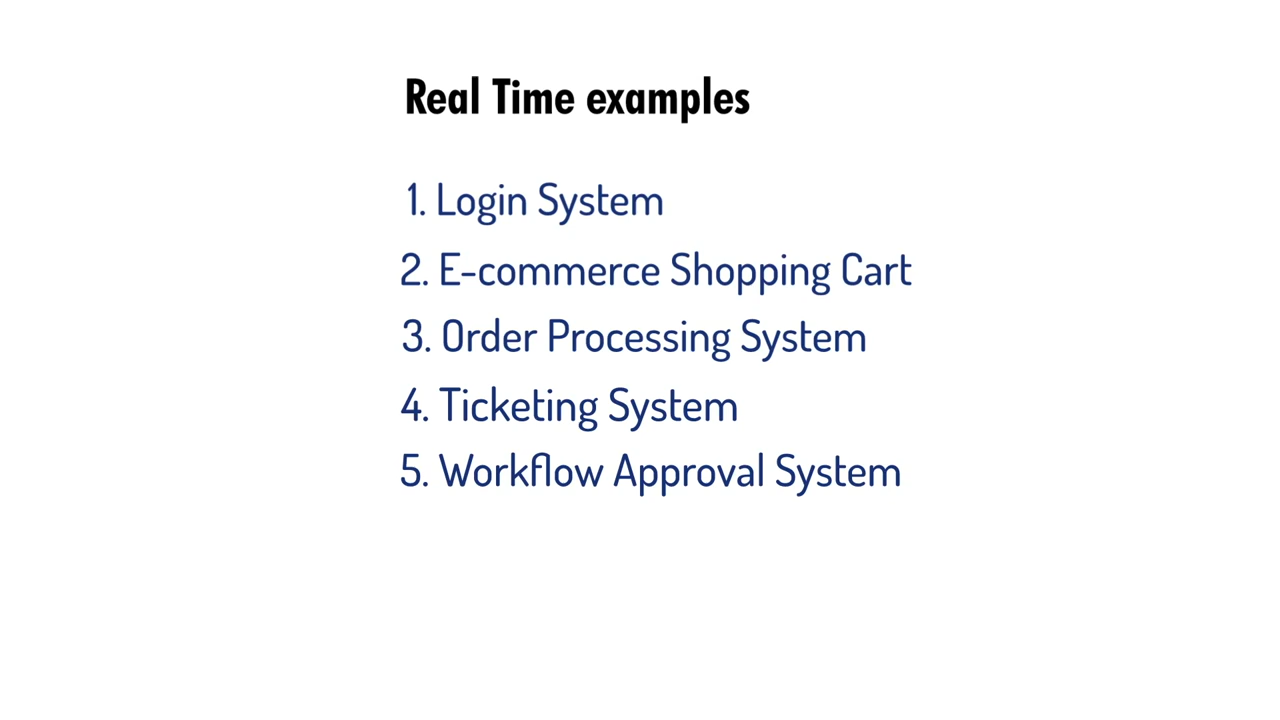 Real Time examples
1. Login System
2. E-commerce Shopping Cart
3. Order Processing System
4. Ticketing System
5. Workflow Approval System